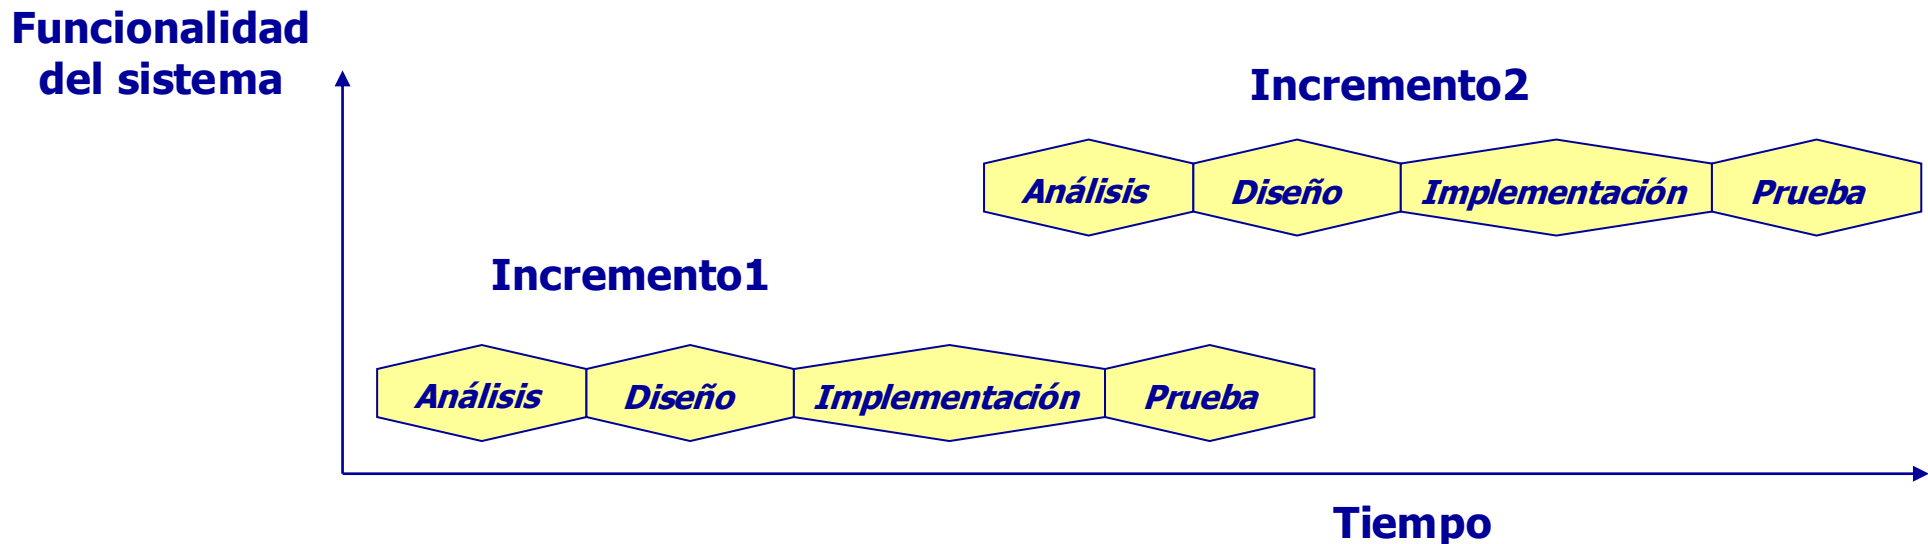 Funcionalidad
del sistema
Incremento2
Análisis Diseño Implementación Prueba
Incremento1
Análisis Diseño Implementación Prueba
Tiempo